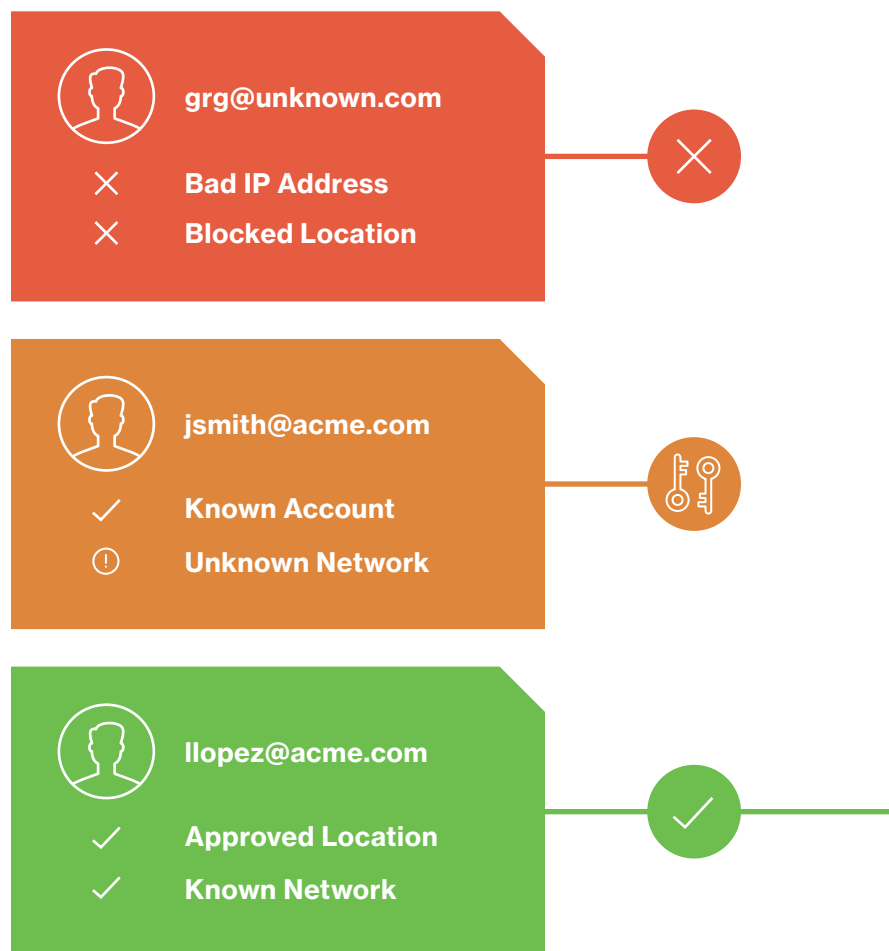 grg@unknown.com
Bad IP Address
Blocked Location
jsmith@acme.com
Known Account
Unknown Network
llopez@acme.com
Approved Location
Known Network